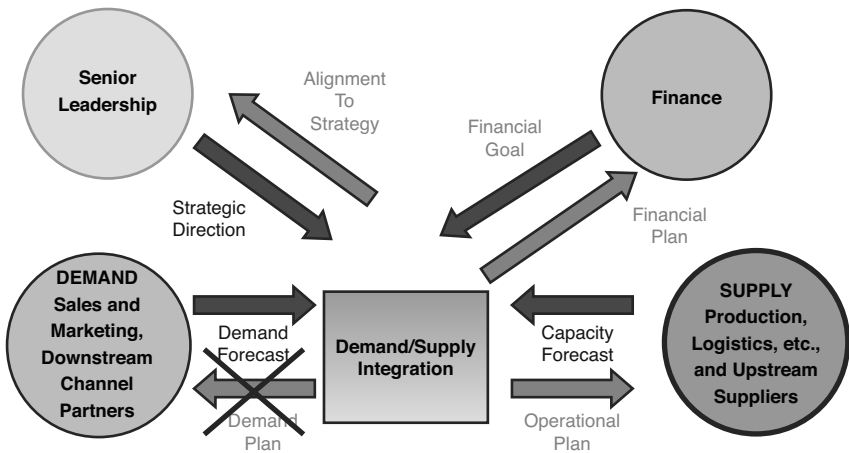 Senior
Leadership
Alignment
To
Strategy
Finance
Financial
Goal
Strategic
Direction
Financial
Plan
DEMAND
Sales and
Marketing,
Downstream
Channel
Partners
Demand
Forecast
Demand
Plan
Demand/Supply
Integration
Capacity
Forecast
Operational
Plan
SUPPLY
Production,
Logistics, etc.,
and Upstream
Suppliers